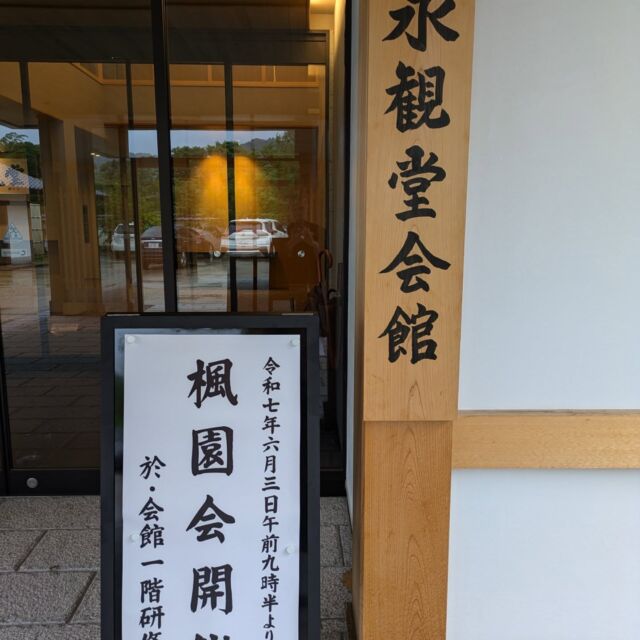 永観堂会館
令和七年六月三日午前九時半より
楓園会開
於・会館一階研